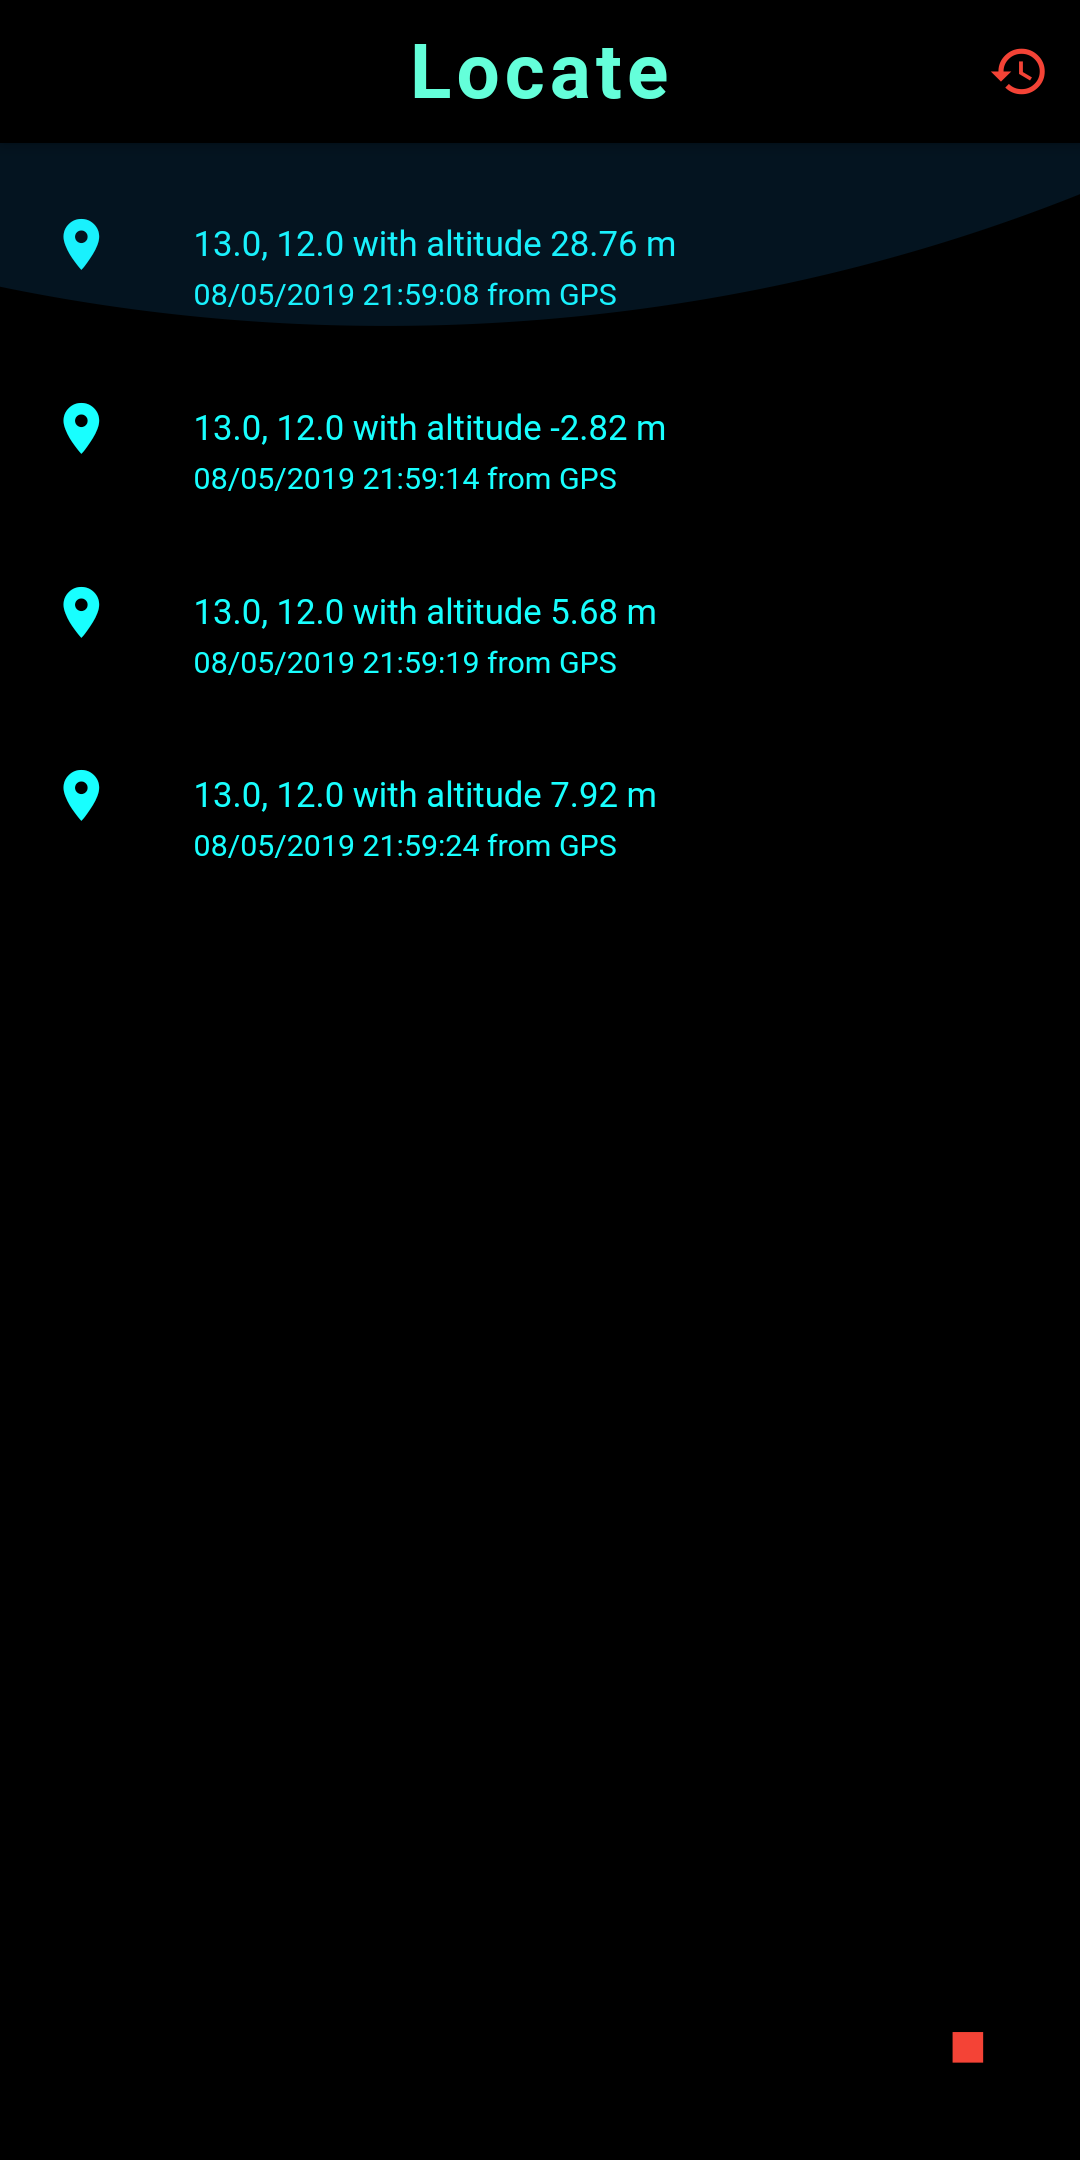 Locate
13.0, 12.0 with altitude 28.76 m
08/05/2019 21:59:08 from GPS
13.0, 12.0 with altitude -2.82 m
08/05/2019 21:59:14 from GPS
13.0, 12.0 with altitude 5.68 m
08/05/2019 21:59:19 from GPS
13.0, 12.0 with altitude 7.92 m
08/05/2019 21:59:24 from GPS